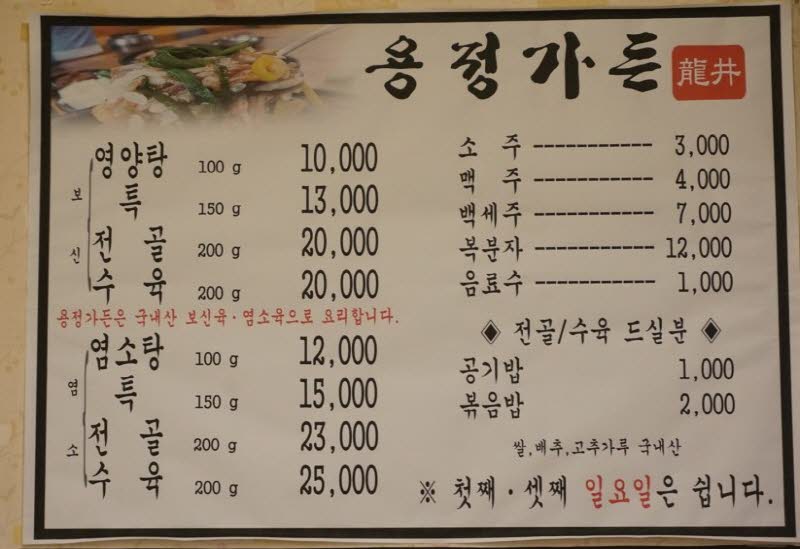 용정가든 龍井
보신
영양탕 100 g 10,000
특 150 g 13,000
전 골 200 g 20,000
수 육 200 g 20,000
용정가든은 국내산 보신육·염소육으로 요리합니다.
염소
염소탕 100 g 12,000
특 150 g 15,000
전 골 200 g 23,000
수 육 200 g 25,000
소 주 ----------- 3,000
맥 주 ----------- 4,000
백세주 ----------- 7,000
복분자 ----------- 12,000
음료수 ----------- 1,000
◈ 전골/수육 드실분 ◈
공기밥 1,000
볶음밥 2,000
쌀,배추,고추가루 국내산
※ 첫째·셋째 일요일은 쉽니다.